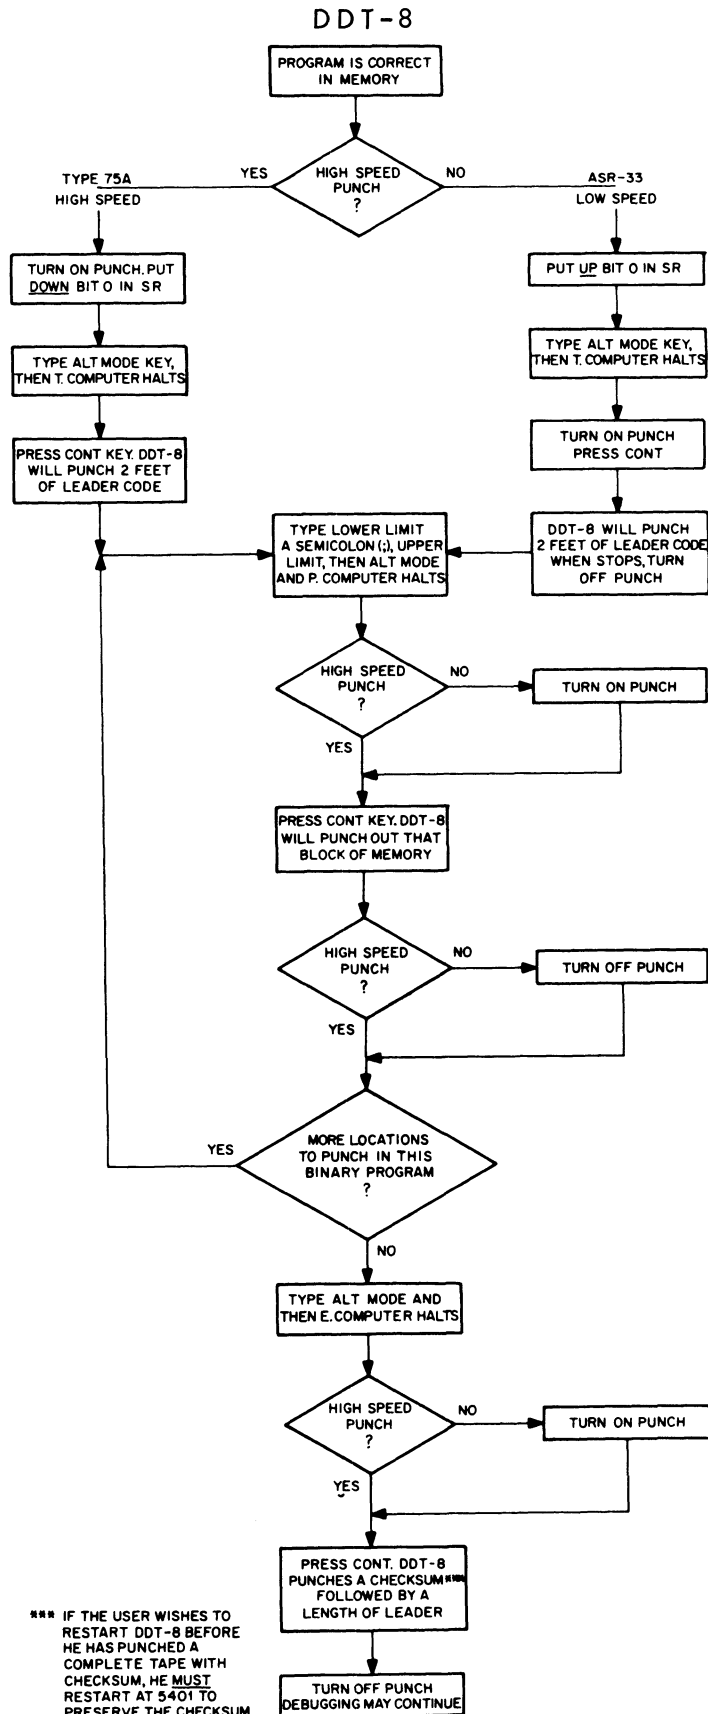 DDT-8
PROGRAM IS CORRECT
IN MEMORY
HIGH SPEED
PUNCH
?
YES
NO
TYPE 75A
HIGH SPEED
ASR-33
LOW SPEED
TURN ON PUNCH. PUT
DOWN BIT 0 IN SR
PUT UP BIT 0 IN SR
TYPE ALT MODE KEY,
THEN T. COMPUTER HALTS
TYPE ALT MODE KEY,
THEN T. COMPUTER HALTS
PRESS CONT KEY. DDT-8
WILL PUNCH 2 FEET
OF LEADER CODE
TURN ON PUNCH
PRESS CONT
TYPE LOWER LIMIT
A SEMICOLON (;), UPPER
LIMIT, THEN ALT MODE
AND P. COMPUTER HALTS
DDT-8 WILL PUNCH
2 FEET OF LEADER CODE
WHEN STOPS, TURN
OFF PUNCH
HIGH SPEED
PUNCH
?
NO
TURN ON PUNCH
YES
PRESS CONT KEY. DDT-8
WILL PUNCH OUT THAT
BLOCK OF MEMORY
HIGH SPEED
PUNCH
?
NO
TURN OFF PUNCH
YES
MORE LOCATIONS
TO PUNCH IN THIS
BINARY PROGRAM
?
YES
NO
TYPE ALT MODE AND
THEN E. COMPUTER HALTS
HIGH SPEED
PUNCH
?
NO
TURN ON PUNCH
YES
PRESS CONT. DDT-8
PUNCHES A CHECKSUM***
FOLLOWED BY A
LENGTH OF LEADER
*** IF THE USER WISHES TO
RESTART DDT-8 BEFORE
HE HAS PUNCHED A
COMPLETE TAPE WITH
CHECKSUM, HE MUST
RESTART AT 5401 TO
PRESERVE THE CHECKSUM
TURN OFF PUNCH
DEBUGGING MAY CONTINUE